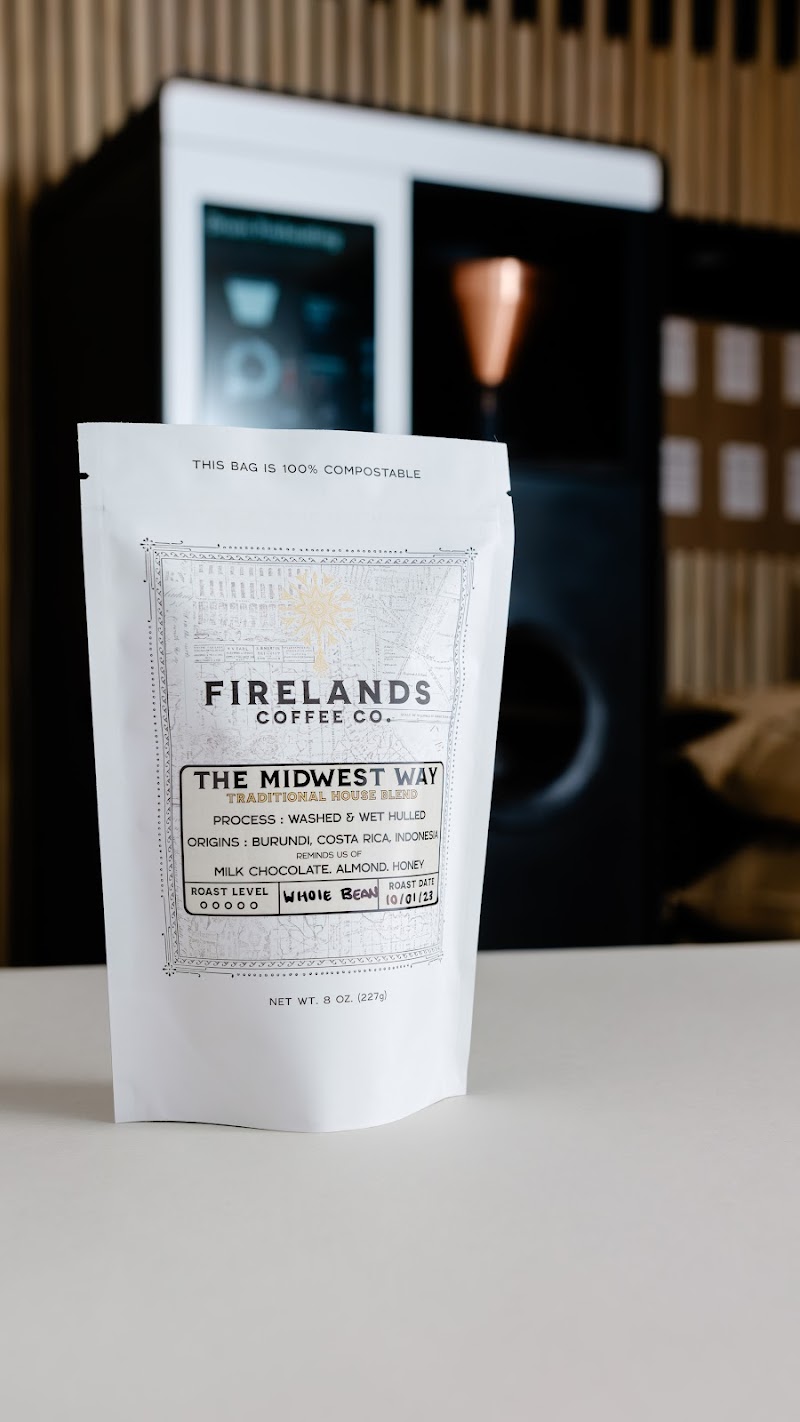 THIS BAG IS 100% COMPOSTABLE
FIRELANDS
COFFEE CO.
THE MIDWEST WAY
TRADITIONAL HOUSE BLEND
PROCESS : WASHED & WET HULLED
ORIGINS : BURUNDI, COSTA RICA, INDONESIA
REMINDS US OF
MILK CHOCOLATE. ALMOND. HONEY
ROAST LEVEL
WHOlE BEAN
ROAST DATE
10/01/23
NET WT. 8 OZ. (227g)